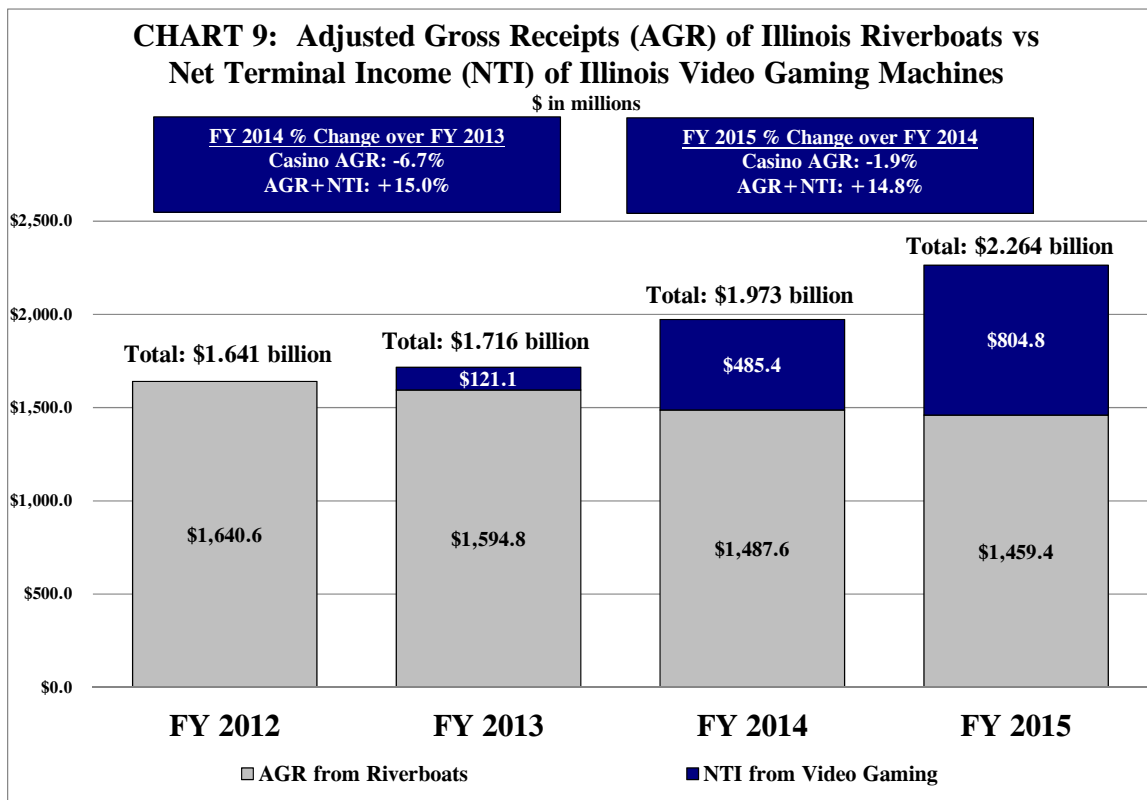 CHART 9: Adjusted Gross Receipts (AGR) of Illinois Riverboats vs
Net Terminal Income (NTI) of Illinois Video Gaming Machines
$ in millions
FY 2014 % Change over FY 2013
Casino AGR: -6.7%
AGR+NTI: +15.0%
FY 2015 % Change over FY 2014
Casino AGR: -1.9%
AGR+NTI: +14.8%
$2,500.0
$2,000.0
$1,500.0
$1,000.0
$500.0
$0.0
Total: $1.641 billion
$1,640.6
Total: $1.716 billion
$121.1
$1,594.8
Total: $1.973 billion
$485.4
$1,487.6
Total: $2.264 billion
$804.8
$1,459.4
FY 2012
FY 2013
FY 2014
FY 2015
AGR from Riverboats
NTI from Video Gaming